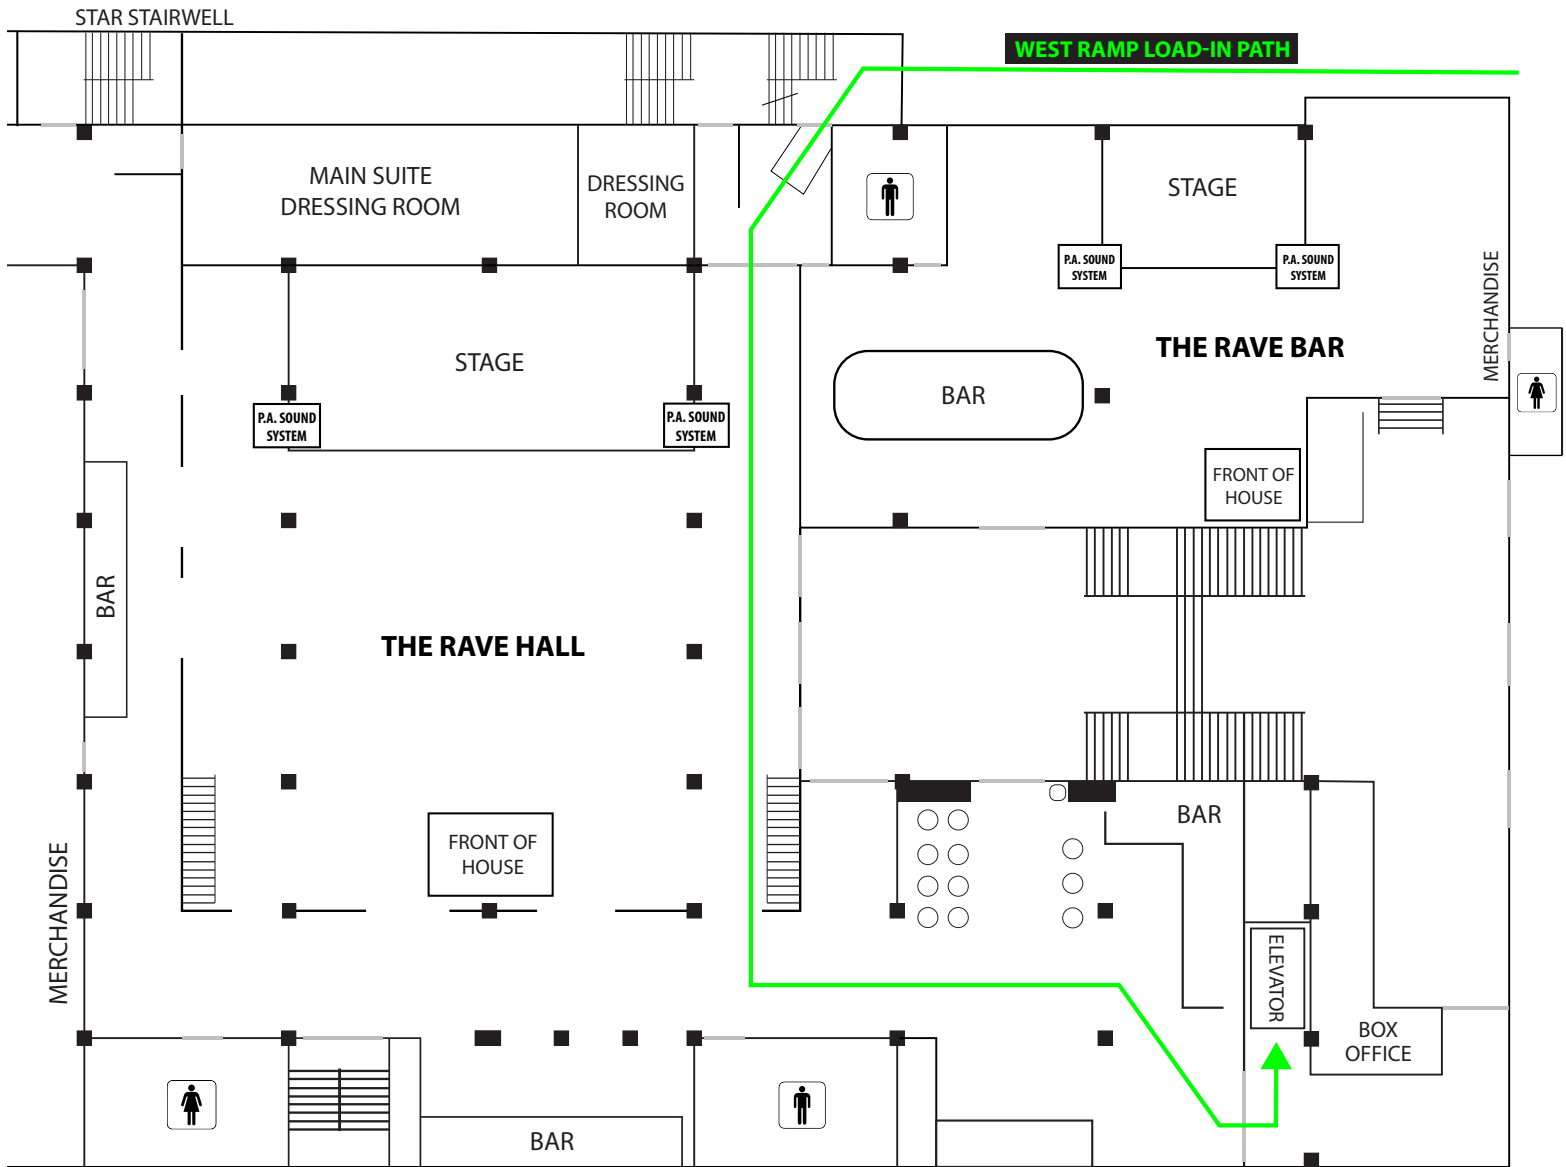 STAR STAIRWELL
WEST RAMP LOAD-IN PATH
MAIN SUITE
DRESSING ROOM
DRESSING
ROOM
STAGE
P.A. SOUND
SYSTEM
P.A. SOUND
SYSTEM
MERCHANDISE
STAGE
THE RAVE BAR
BAR
P.A. SOUND
SYSTEM
P.A. SOUND
SYSTEM
FRONT OF
HOUSE
BAR
THE RAVE HALL
FRONT OF
HOUSE
BAR
MERCHANDISE
ELEVATOR
BOX
OFFICE
BAR